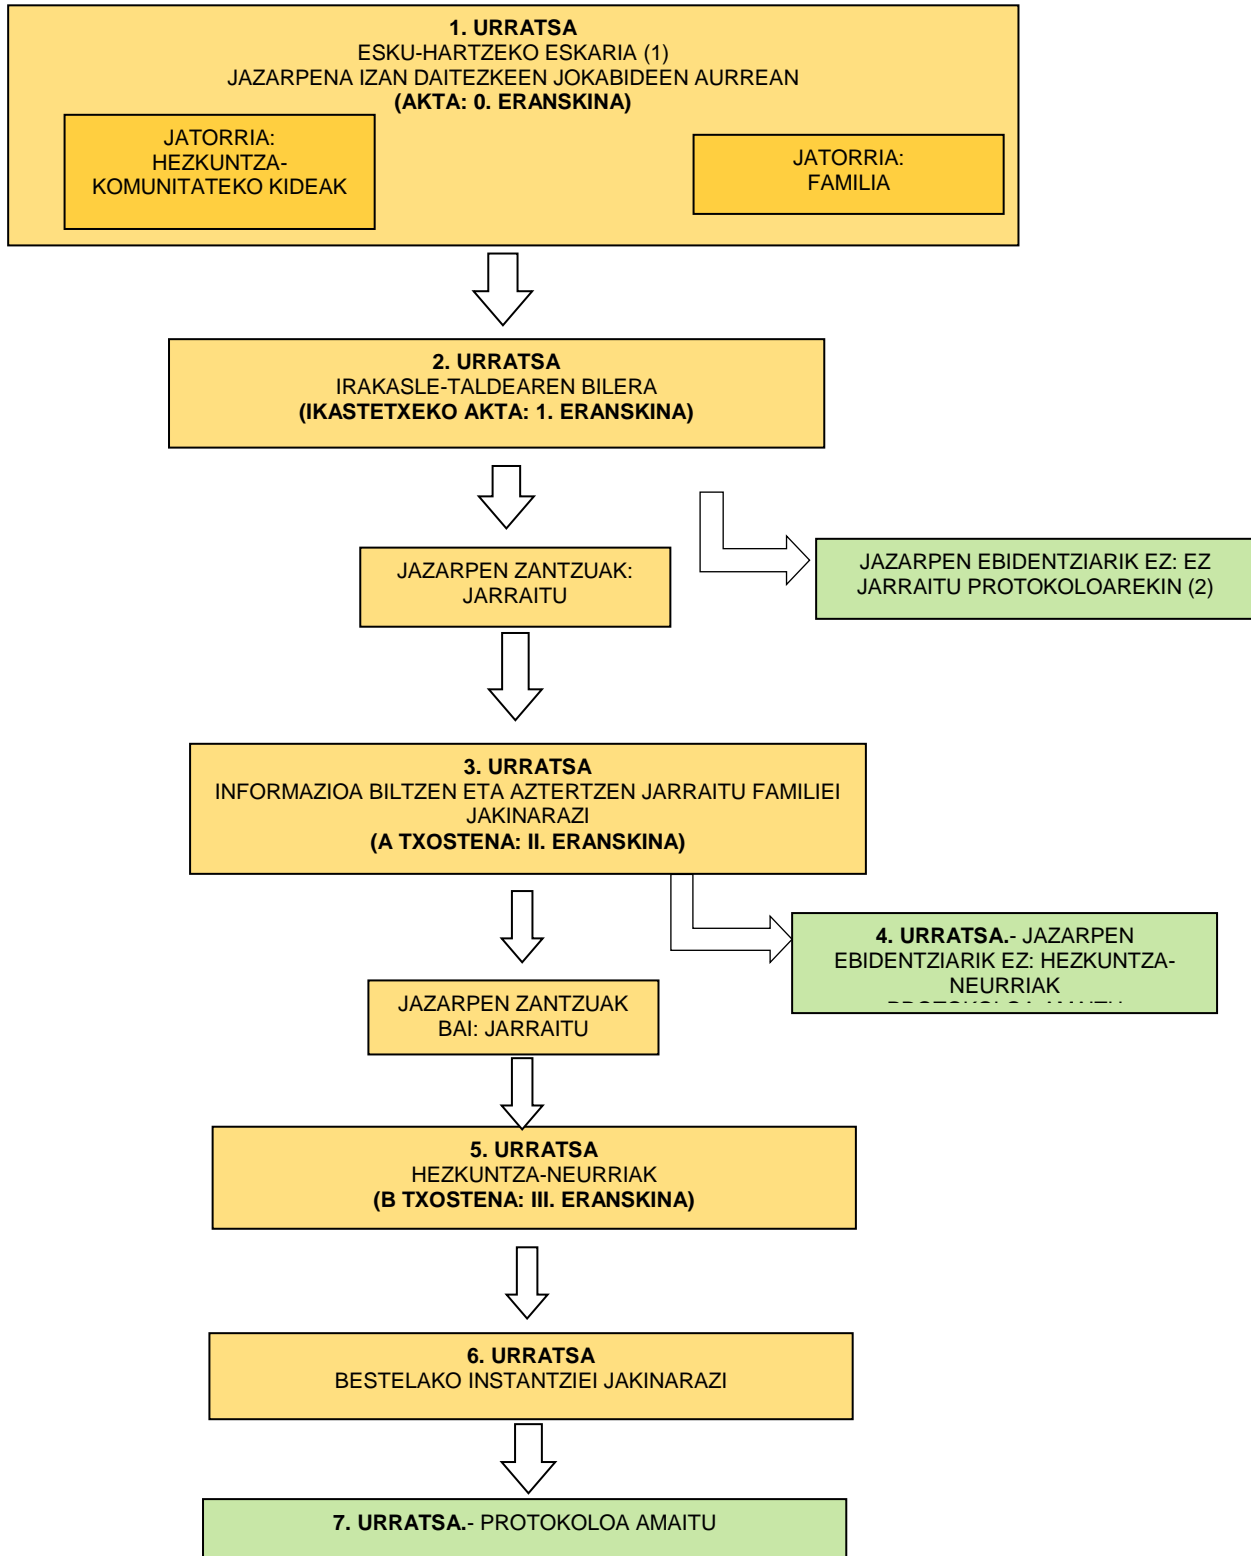 1. URRATSA
ESKU-HARTZEKO ESKARIA (1)
JAZARPENA IZAN DAITEZKEEN JOKABIDEEN AURREAN
(AKTA: 0. ERANSKINA)
JATORRIA:
HEZKUNTZA-
KOMUNITATEKO KIDEAK
JATORRIA:
FAMILIA
2. URRATSA
IRAKASLE-TALDEAREN BILERA
(IKASTETXEKO AKTA: 1. ERANSKINA)
JAZARPEN ZANTZUAK:
JARRAITU
JAZARPEN EBIDENTZIARIK EZ: EZ
JARRAITU PROTOKOLOAREKIN (2)
3. URRATSA
INFORMAZIOA BILTZEN ETA AZTERTZEN JARRAITU FAMILIEI
JAKINARAZI
(A TXOSTENA: II. ERANSKINA)
4. URRATSA.- JAZARPEN
EBIDENTZIARIK EZ: HEZKUNTZA-
NEURRIAK
PROTOKOLOA AMAITU
JAZARPEN ZANTZUAK
BAI: JARRAITU
5. URRATSA
HEZKUNTZA-NEURRIAK
(B TXOSTENA: III. ERANSKINA)
6. URRATSA
BESTELAKO INSTANTZIEI JAKINARAZI
7. URRATSA.- PROTOKOLOA AMAITU